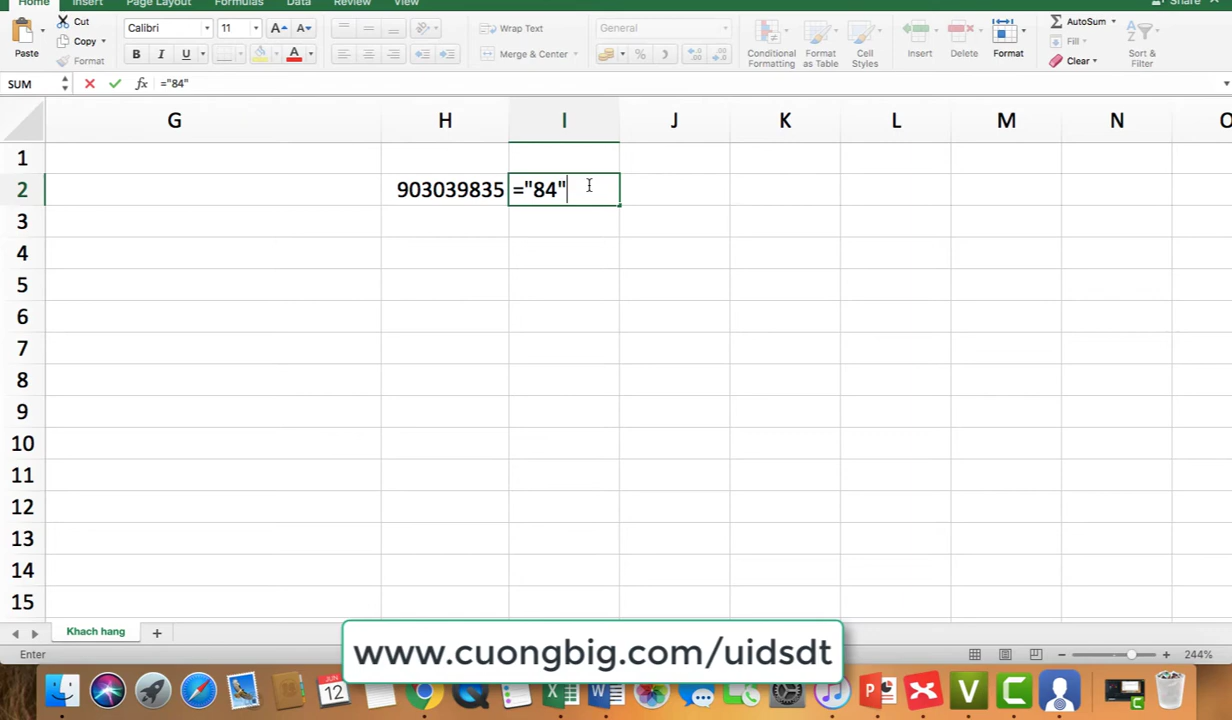 Home Insert Page Layout Formulas Data Review View Share
Cut
Copy
Format
Paste
Calibri 11
B I U
Wrap Text
Merge & Center
General
Conditional Formatting
Format as Table
Cell Styles
Insert
Delete
Format
AutoSum
Fill
Clear
Sort & Filter
SUM fx ="84"
G H I J K L M N O
1
2 903039835 ="84"
3
4
5
6
7
8
9
10
11
12
13
14
15
Khach hang
Enter 244%
www.cuongbig.com/uidsdt